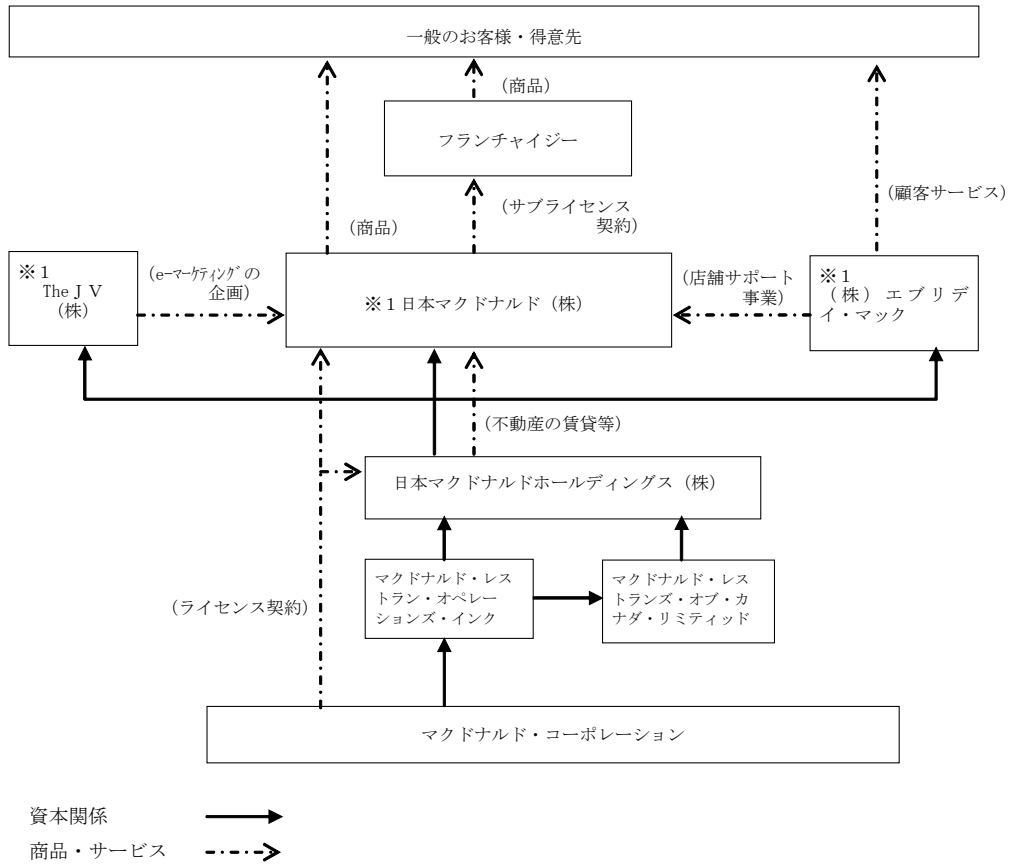 一般のお客様・得意先
(商品)
フランチャイジー
(顧客サービス)
(サブライセンス
契約)
(商品)
※1
The J V
(株)
(e-マーケティングの
企画)
※1日本マクドナルド(株)
(店舗サポート
事業)
※1
(株)エブリデ
イ・マック
(不動産の賃貸等)
日本マクドナルドホールディングス(株)
マクドナルド・レス
トラン・オペレー
ションズ・インク
マクドナルド・レス
トランズ・オブ・カ
ナダ・リミティッド
(ライセンス契約)
マクドナルド・コーポレーション
資本関係
商品・サービス